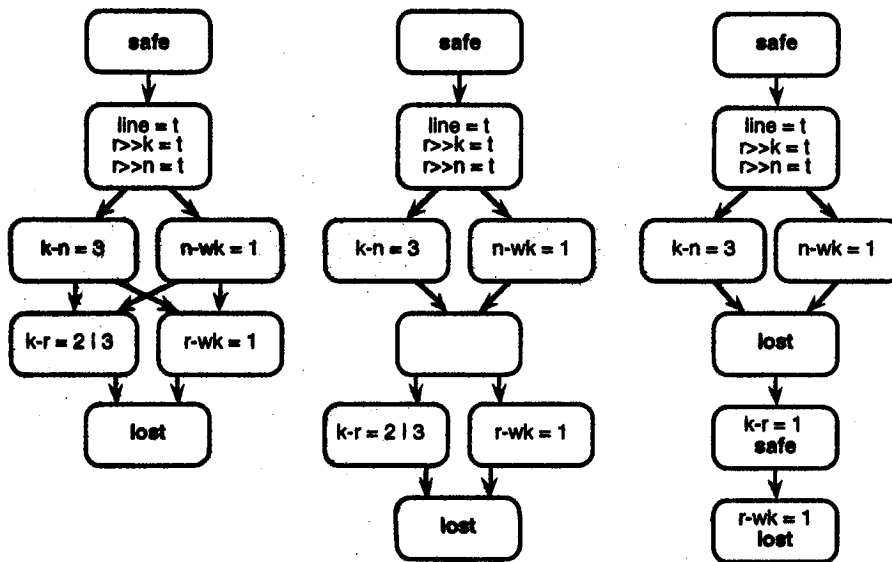 safe
line = t
r>>k = t
r>>n = t
k-n = 3
n-wk = 1
k-r = 2 | 3
r-wk = 1
lost
safe
line = t
r>>k = t
r>>n = t
k-n = 3
n-wk = 1
k-r = 2 | 3
r-wk = 1
lost
safe
line = t
r>>k = t
r>>n = t
k-n = 3
n-wk = 1
lost
k-r = 1
safe
r-wk = 1
lost